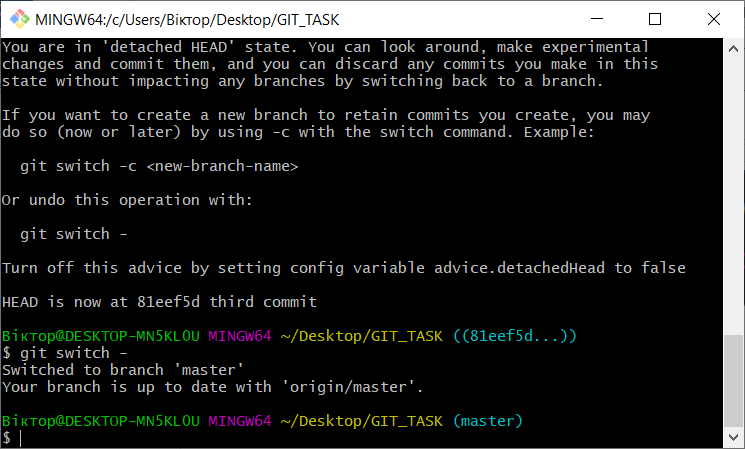 MINGW64:/c/Users/Віктор/Desktop/GIT_TASK
You are in 'detached HEAD' state. You can look around, make experimental
changes and commit them, and you can discard any commits you make in this
state without impacting any branches by switching back to a branch.
If you want to create a new branch to retain commits you create, you may
do so (now or later) by using -c with the switch command. Example:
git switch -c <new-branch-name>
Or undo this operation with:
git switch -
Turn off this advice by setting config variable advice.detachedHead to false
HEAD is now at 81eef5d third commit
Віктор@DESKTOP-MN5KL0U MINGW64 ~/Desktop/GIT_TASK ((81eef5d...))
$ git switch -
Switched to branch 'master'
Your branch is up to date with 'origin/master'.
Віктор@DESKTOP-MN5KL0U MINGW64 ~/Desktop/GIT_TASK (master)
$